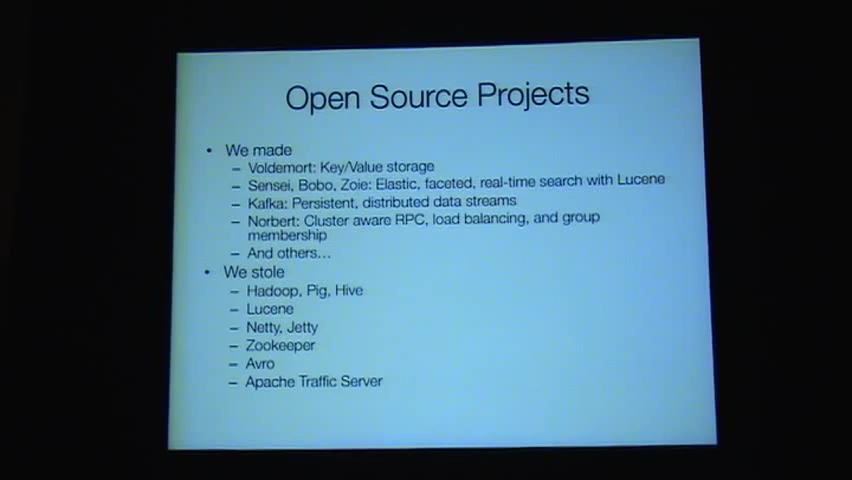 Open Source Projects
• We made
– Voldemort: Key/Value storage
– Sensei, Bobo, Zoie: Elastic, faceted, real-time search with Lucene
– Kafka: Persistent, distributed data streams
– Norbert: Cluster aware RPC, load balancing, and group
membership
– And others…
• We stole
– Hadoop, Pig, Hive
– Lucene
– Netty, Jetty
– Zookeeper
– Avro
– Apache Traffic Server